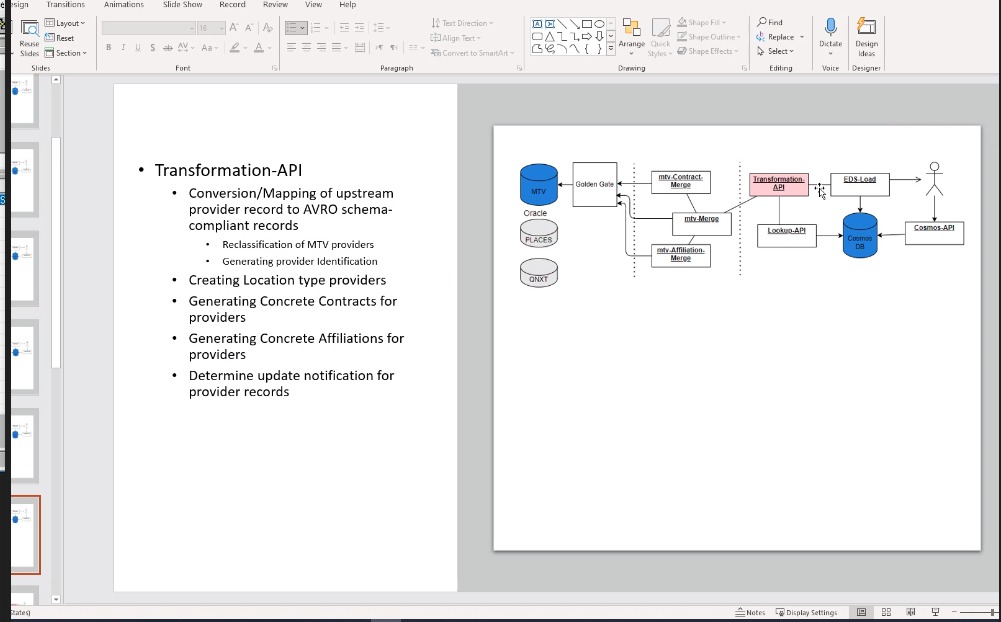 esign Transitions Animations Slide Show Record Review View Help
Reuse
Slides
Layout
Reset
Section
Slides
16
B I U S ab AV Aa A
Font
Text Direction
Align Text
Convert to SmartArt
Paragraph
Arrange
Quick
Styles
Shape Fill
Shape Outline
Shape Effects
Drawing
Find
Replace
Select
Editing
Dictate
Voice
Design
Ideas
Designer
• Transformation-API
• Conversion/Mapping of upstream
provider record to AVRO schema-
compliant records
• Reclassification of MTV providers
• Generating provider Identification
• Creating Location type providers
• Generating Concrete Contracts for
providers
• Generating Concrete Affiliations for
providers
• Determine update notification for
provider records
MTV
Oracle
PLACES
QNXT
Golden Gate
mtv-Contract-
Merge
mtv-Merge
mtv-Affiliation-
Merge
Transformation-
API
EDS-Load
Lookup-API
Cosmos
DB
Cosmos-API
States)
Notes
Display Settings